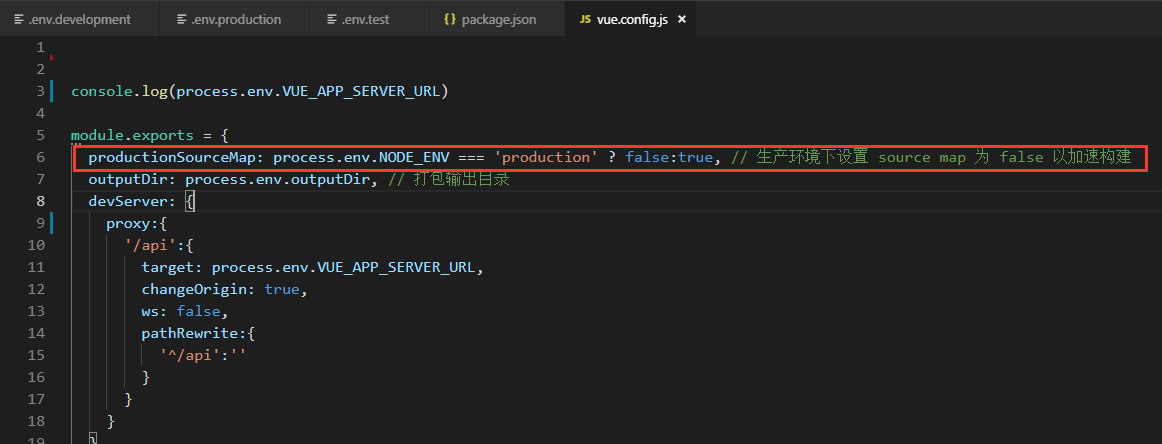 .env.development .env.production .env.test {} package.json JS vue.config.js ×
1
2
3 console.log(process.env.VUE_APP_SERVER_URL)
4
5 module.exports = {
6 productionSourceMap: process.env.NODE_ENV === 'production' ? false:true, // 生产环境下设置 source map 为 false 以加速构建
7 outputDir: process.env.outputDir, // 打包输出目录
8 devServer: {
9 proxy:{
10 '/api':{
11 target: process.env.VUE_APP_SERVER_URL,
12 changeOrigin: true,
13 ws: false,
14 pathRewrite:{
15 '^/api':''
16 }
17 }
18 }
19 }